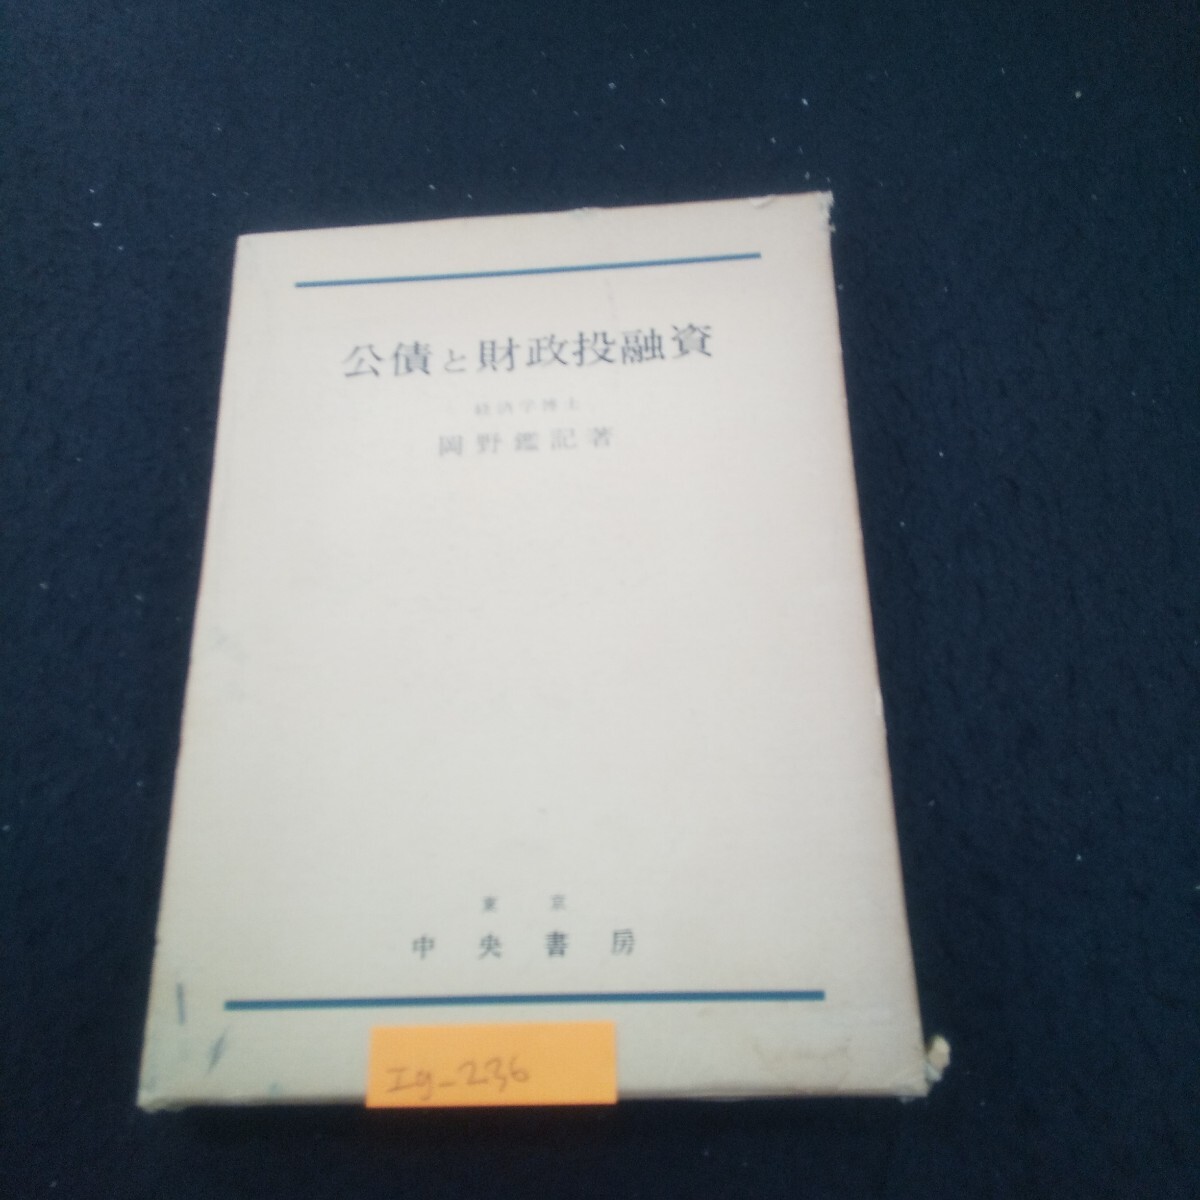 公債と財政投融資
経済学博士
岡野鑑記著
東京
中央書房
Ig-236